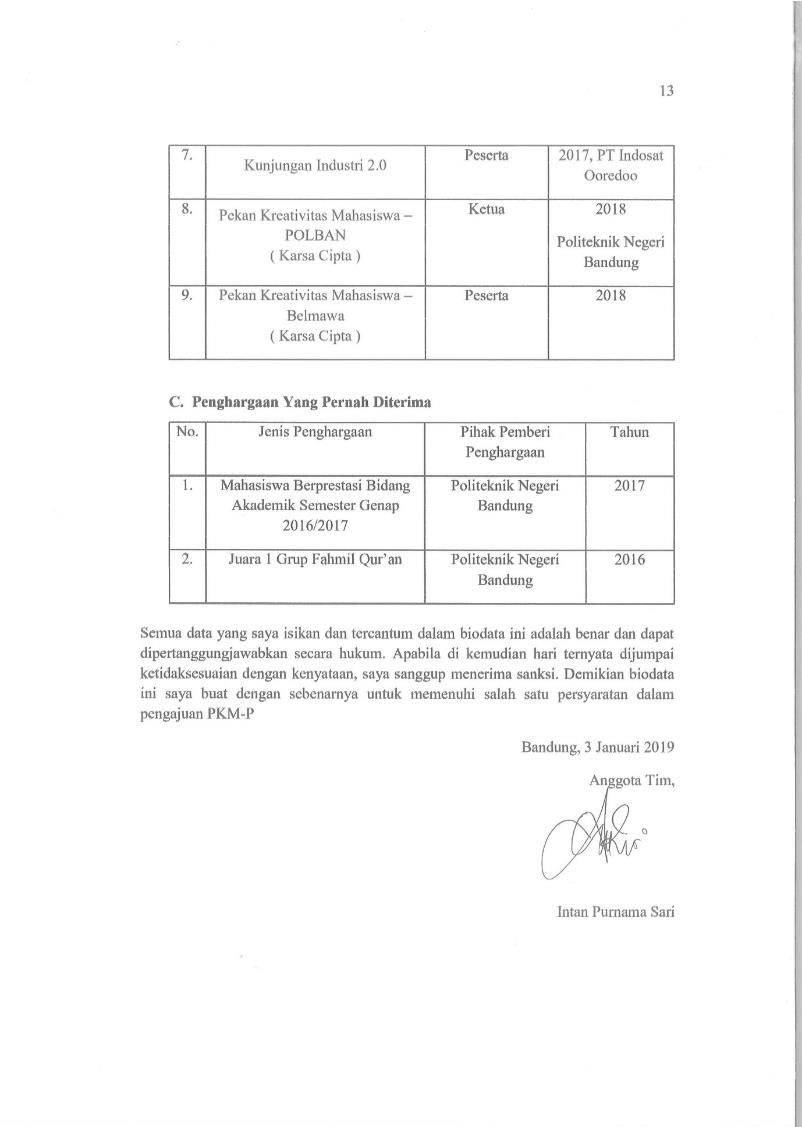 13
7. Kunjungan Industri 2.0 Peserta 2017, PT Indosat
Ooredoo
8. Pekan Kreativitas Mahasiswa – Ketua 2018
POLBAN Politeknik Negeri
( Karsa Cipta ) Bandung
9. Pekan Kreativitas Mahasiswa – Peserta 2018
Belmawa
( Karsa Cipta )
C. Penghargaan Yang Pernah Diterima
No. Jenis Penghargaan Pihak Pemberi Tahun
Penghargaan
1. Mahasiswa Berprestasi Bidang Politeknik Negeri 2017
Akademik Semester Genap Bandung
2016/2017
2. Juara 1 Grup Fahmil Qur’an Politeknik Negeri 2016
Bandung
Semua data yang saya isikan dan tercantum dalam biodata ini adalah benar dan dapat
dipertanggungjawabkan secara hukum. Apabila di kemudian hari ternyata dijumpai
ketidaksesuaian dengan kenyataan, saya sanggup menerima sanksi. Demikian biodata
ini saya buat dengan sebenarnya untuk memenuhi salah satu persyaratan dalam
pengajuan PKM-P
Bandung, 3 Januari 2019
Anggota Tim,
Intan Purnama Sari